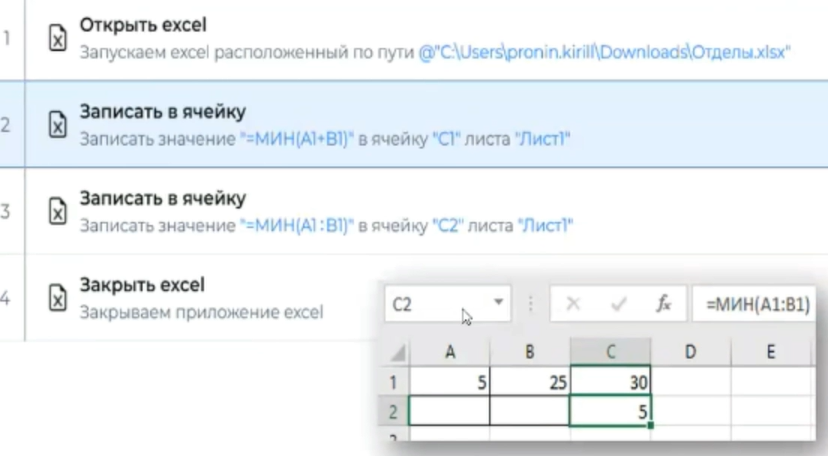 1
Открыть excel
Запускаем excel расположенный по пути @"C:\Users\pronin.kirill\Downloads\Отделы.xlsx"
2
Записать в ячейку
Записать значение "=МИН(A1+B1)" в ячейку "C1" листа "Лист1"
3
Записать в ячейку
Записать значение "=МИН(A1:B1)" в ячейку "C2" листа "Лист1"
4
Закрыть excel
Закрываем приложение excel
C2 fx =МИН(A1:B1)
A B C D E
1 5 25 30
2 5